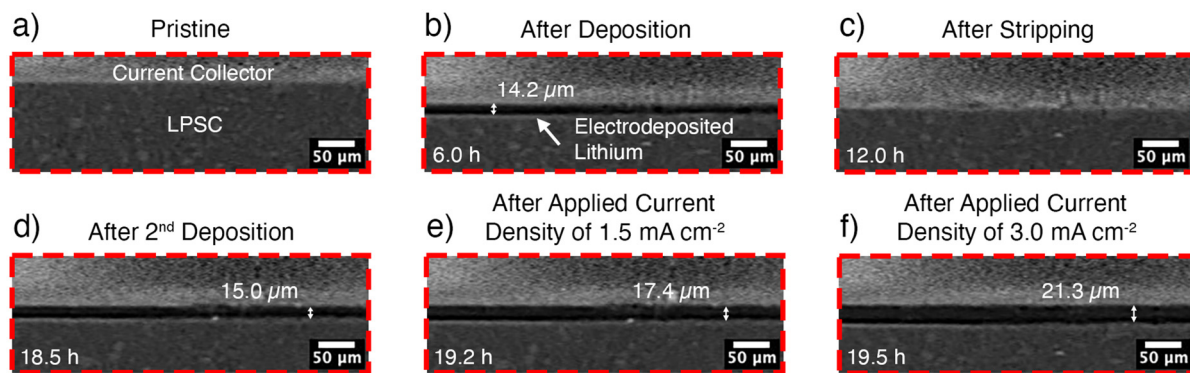 a) Pristine
Current Collector
LPSC
50 µm
b) After Deposition
14.2 µm
Electrodeposited
Lithium
6.0 h
50 µm
c) After Stripping
12.0 h
50 µm
d) After 2nd Deposition
15.0 µm
18.5 h
50 µm
e) After Applied Current
Density of 1.5 mA cm-2
17.4 µm
19.2 h
50 µm
f) After Applied Current
Density of 3.0 mA cm-2
21.3 µm
19.5 h
50 µm